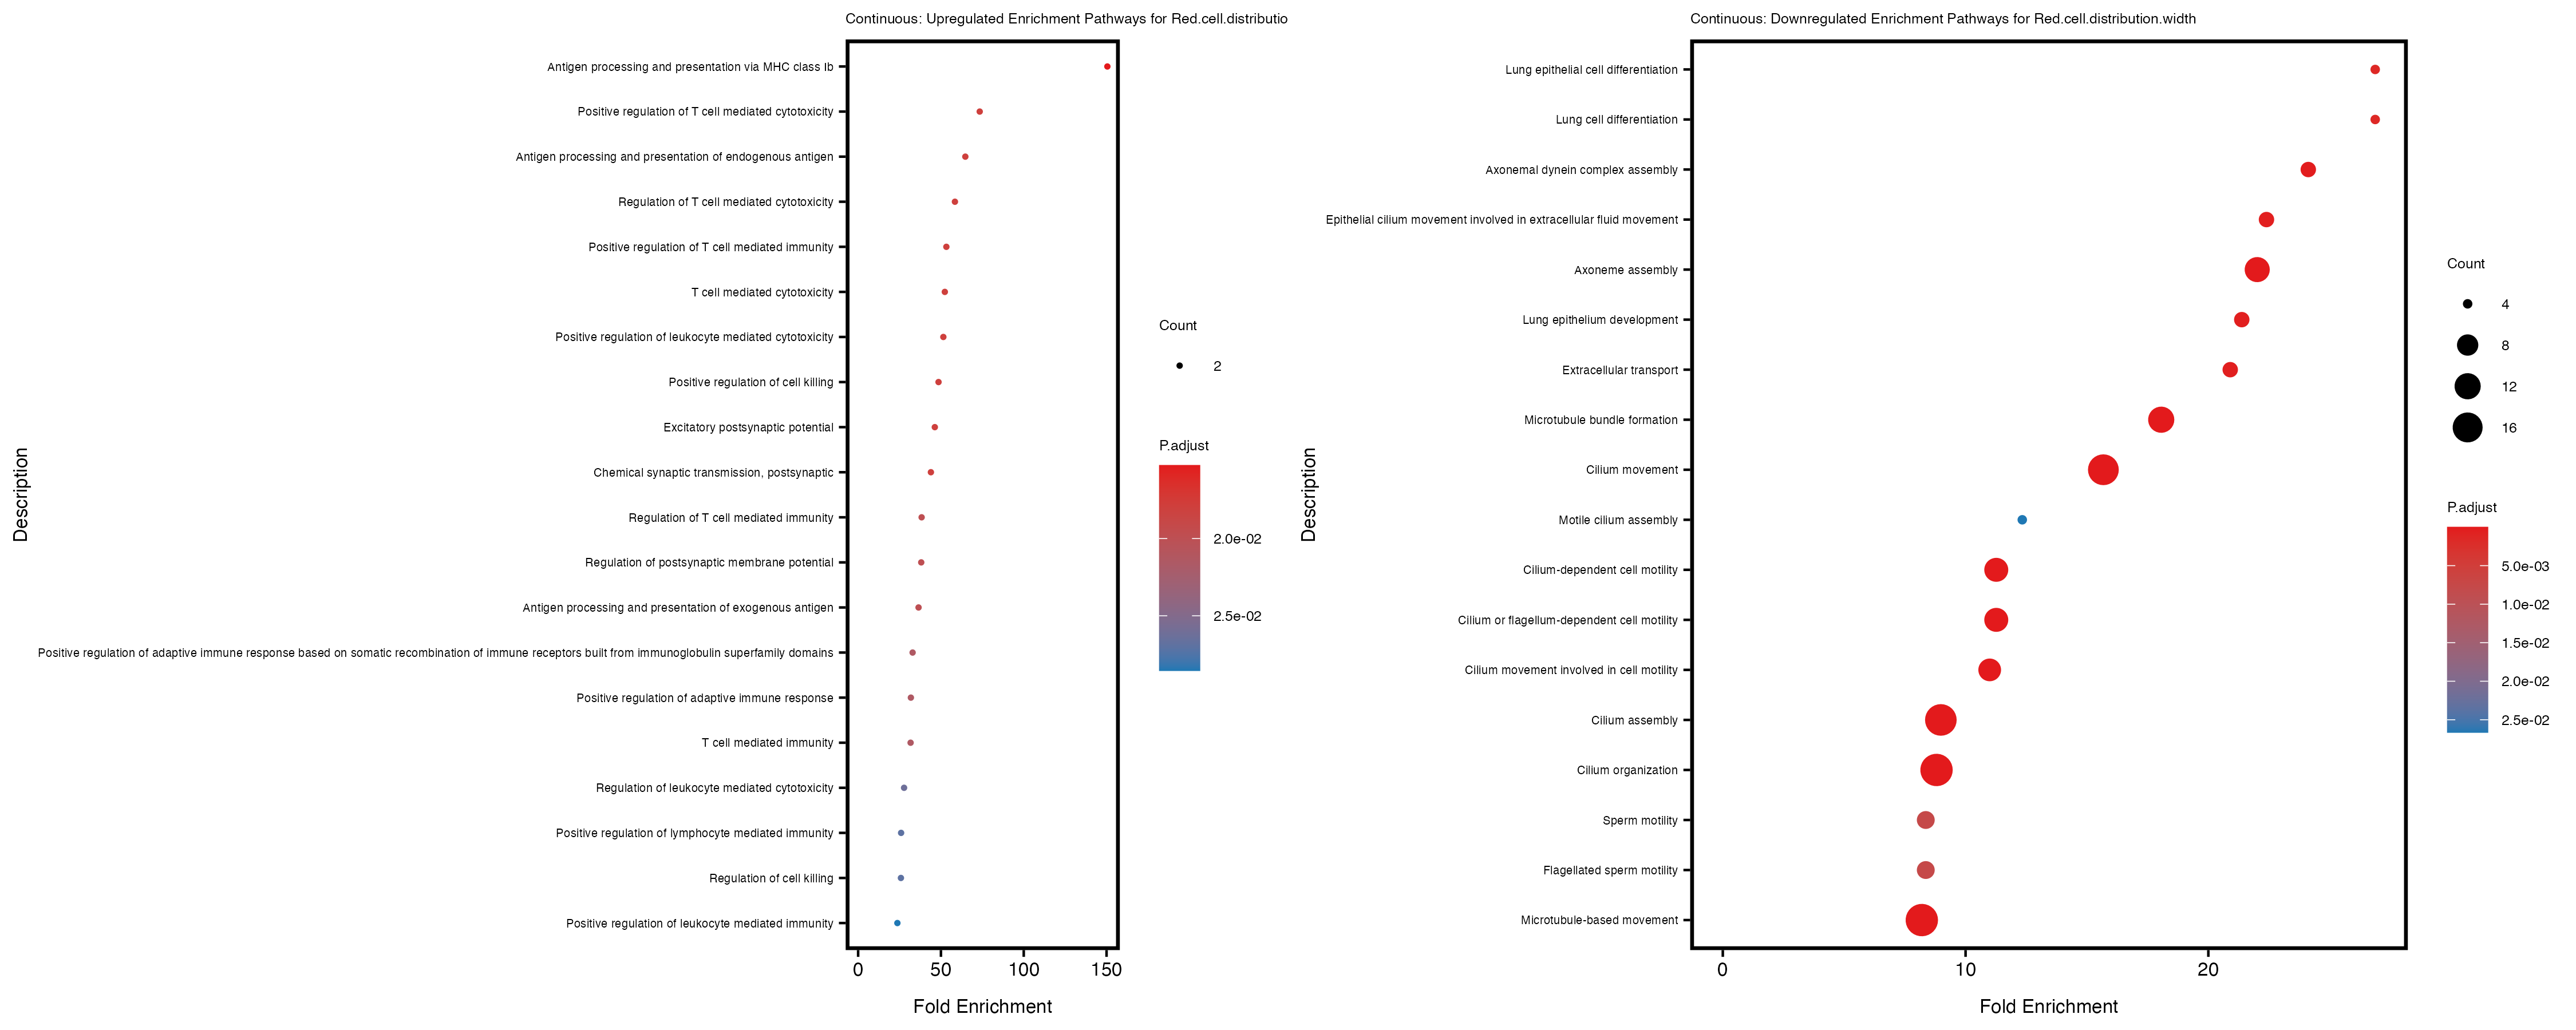 Continuous: Upregulated Enrichment Pathways for Red.cell.distributio
Description
Antigen processing and presentation via MHC class Ib
Positive regulation of T cell mediated cytotoxicity
Antigen processing and presentation of endogenous antigen
Regulation of T cell mediated cytotoxicity
Positive regulation of T cell mediated immunity
T cell mediated cytotoxicity
Positive regulation of leukocyte mediated cytotoxicity
Positive regulation of cell killing
Excitatory postsynaptic potential
Chemical synaptic transmission, postsynaptic
Regulation of T cell mediated immunity
Regulation of postsynaptic membrane potential
Antigen processing and presentation of exogenous antigen
Positive regulation of adaptive immune response based on somatic recombination of immune receptors built from immunoglobulin superfamily domains
Positive regulation of adaptive immune response
T cell mediated immunity
Regulation of leukocyte mediated cytotoxicity
Positive regulation of lymphocyte mediated immunity
Regulation of cell killing
Positive regulation of leukocyte mediated immunity
0 50 100 150
Fold Enrichment
Count
2
P.adjust
2.0e-02
2.5e-02
Continuous: Downregulated Enrichment Pathways for Red.cell.distribution.width
Description
Lung epithelial cell differentiation
Lung cell differentiation
Axonemal dynein complex assembly
Epithelial cilium movement involved in extracellular fluid movement
Axoneme assembly
Lung epithelium development
Extracellular transport
Microtubule bundle formation
Cilium movement
Motile cilium assembly
Cilium-dependent cell motility
Cilium or flagellum-dependent cell motility
Cilium movement involved in cell motility
Cilium assembly
Cilium organization
Sperm motility
Flagellated sperm motility
Microtubule-based movement
0 10 20
Fold Enrichment
Count
4
8
12
16
P.adjust
5.0e-03
1.0e-02
1.5e-02
2.0e-02
2.5e-02